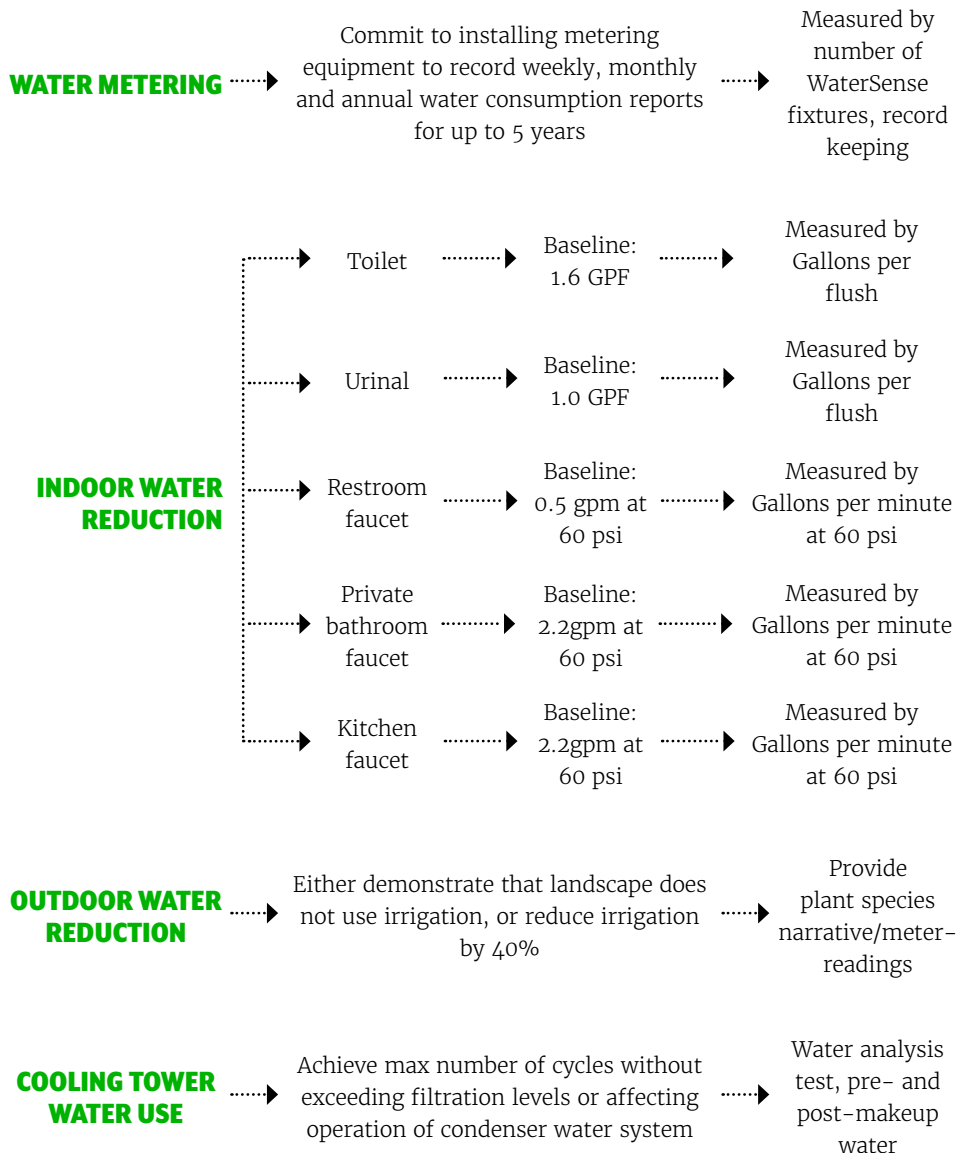 WATER METERING
Commit to installing metering
equipment to record weekly, monthly
and annual water consumption reports
for up to 5 years
Measured by
number of
WaterSense
fixtures, record
keeping
INDOOR WATER
REDUCTION
Toilet
Baseline:
1.6 GPF
Measured by
Gallons per
flush
Urinal
Baseline:
1.0 GPF
Measured by
Gallons per
flush
Restroom
faucet
Baseline:
0.5 gpm at
60 psi
Measured by
Gallons per minute
at 60 psi
Private
bathroom
faucet
Baseline:
2.2gpm at
60 psi
Measured by
Gallons per minute
at 60 psi
Kitchen
faucet
Baseline:
2.2gpm at
60 psi
Measured by
Gallons per minute
at 60 psi
OUTDOOR WATER
REDUCTION
Either demonstrate that landscape does
not use irrigation, or reduce irrigation
by 40%
Provide
plant species
narrative/meter-
readings
COOLING TOWER
WATER USE
Achieve max number of cycles without
exceeding filtration levels or affecting
operation of condenser water system
Water analysis
test, pre- and
post-makeup
water